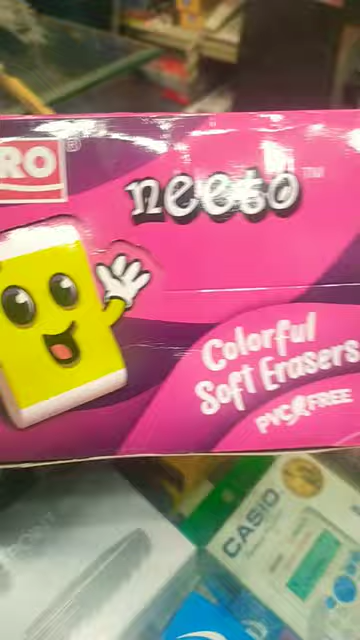 RO®
neeto™
Colorful
Soft Erasers
PVC FREE
CASIO